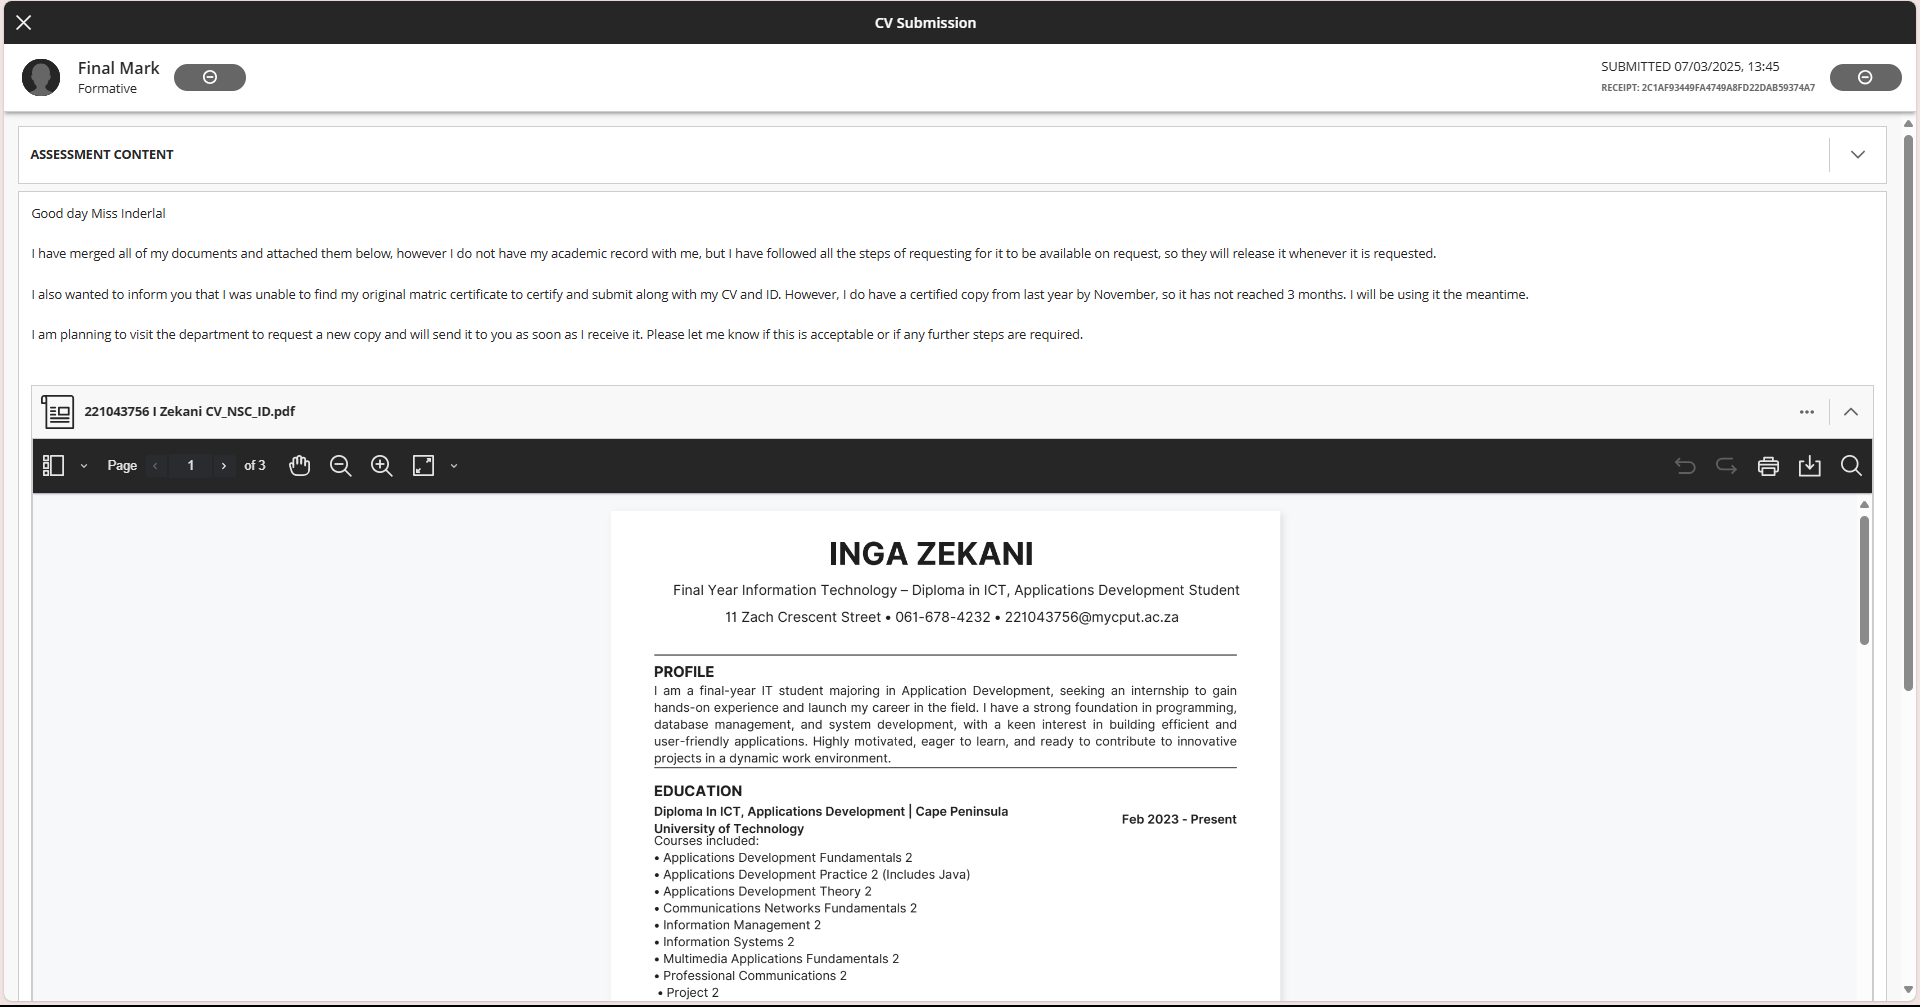 CV Submission
Final Mark
Formative
SUBMITTED 07/03/2025, 13:45
RECEIPT: 2C1AF93449FA4749A8FD22DAB59374A7
ASSESSMENT CONTENT
Good day Miss Inderlal
I have merged all of my documents and attached them below, however I do not have my academic record with me, but I have followed all the steps of requesting for it to be available on request, so they will release it whenever it is requested.
I also wanted to inform you that I was unable to find my original matric certificate to certify and submit along with my CV and ID. However, I do have a certified copy from last year by November, so it has not reached 3 months. I will be using it the meantime.
I am planning to visit the department to request a new copy and will send it to you as soon as I receive it. Please let me know if this is acceptable or if any further steps are required.
221043756 I Zekani CV_NSC_ID.pdf
Page 1 of 3
INGA ZEKANI
Final Year Information Technology – Diploma in ICT, Applications Development Student
11 Zach Crescent Street • 061-678-4232 • 221043756@mycput.ac.za
PROFILE
I am a final-year IT student majoring in Application Development, seeking an internship to gain
hands-on experience and launch my career in the field. I have a strong foundation in programming,
database management, and system development, with a keen interest in building efficient and
user-friendly applications. Highly motivated, eager to learn, and ready to contribute to innovative
projects in a dynamic work environment.
EDUCATION
Diploma In ICT, Applications Development | Cape Peninsula
University of Technology
Feb 2023 - Present
Courses included:
• Applications Development Fundamentals 2
• Applications Development Practice 2 (Includes Java)
• Applications Development Theory 2
• Communications Networks Fundamentals 2
• Information Management 2
• Information Systems 2
• Multimedia Applications Fundamentals 2
• Professional Communications 2
• Project 2